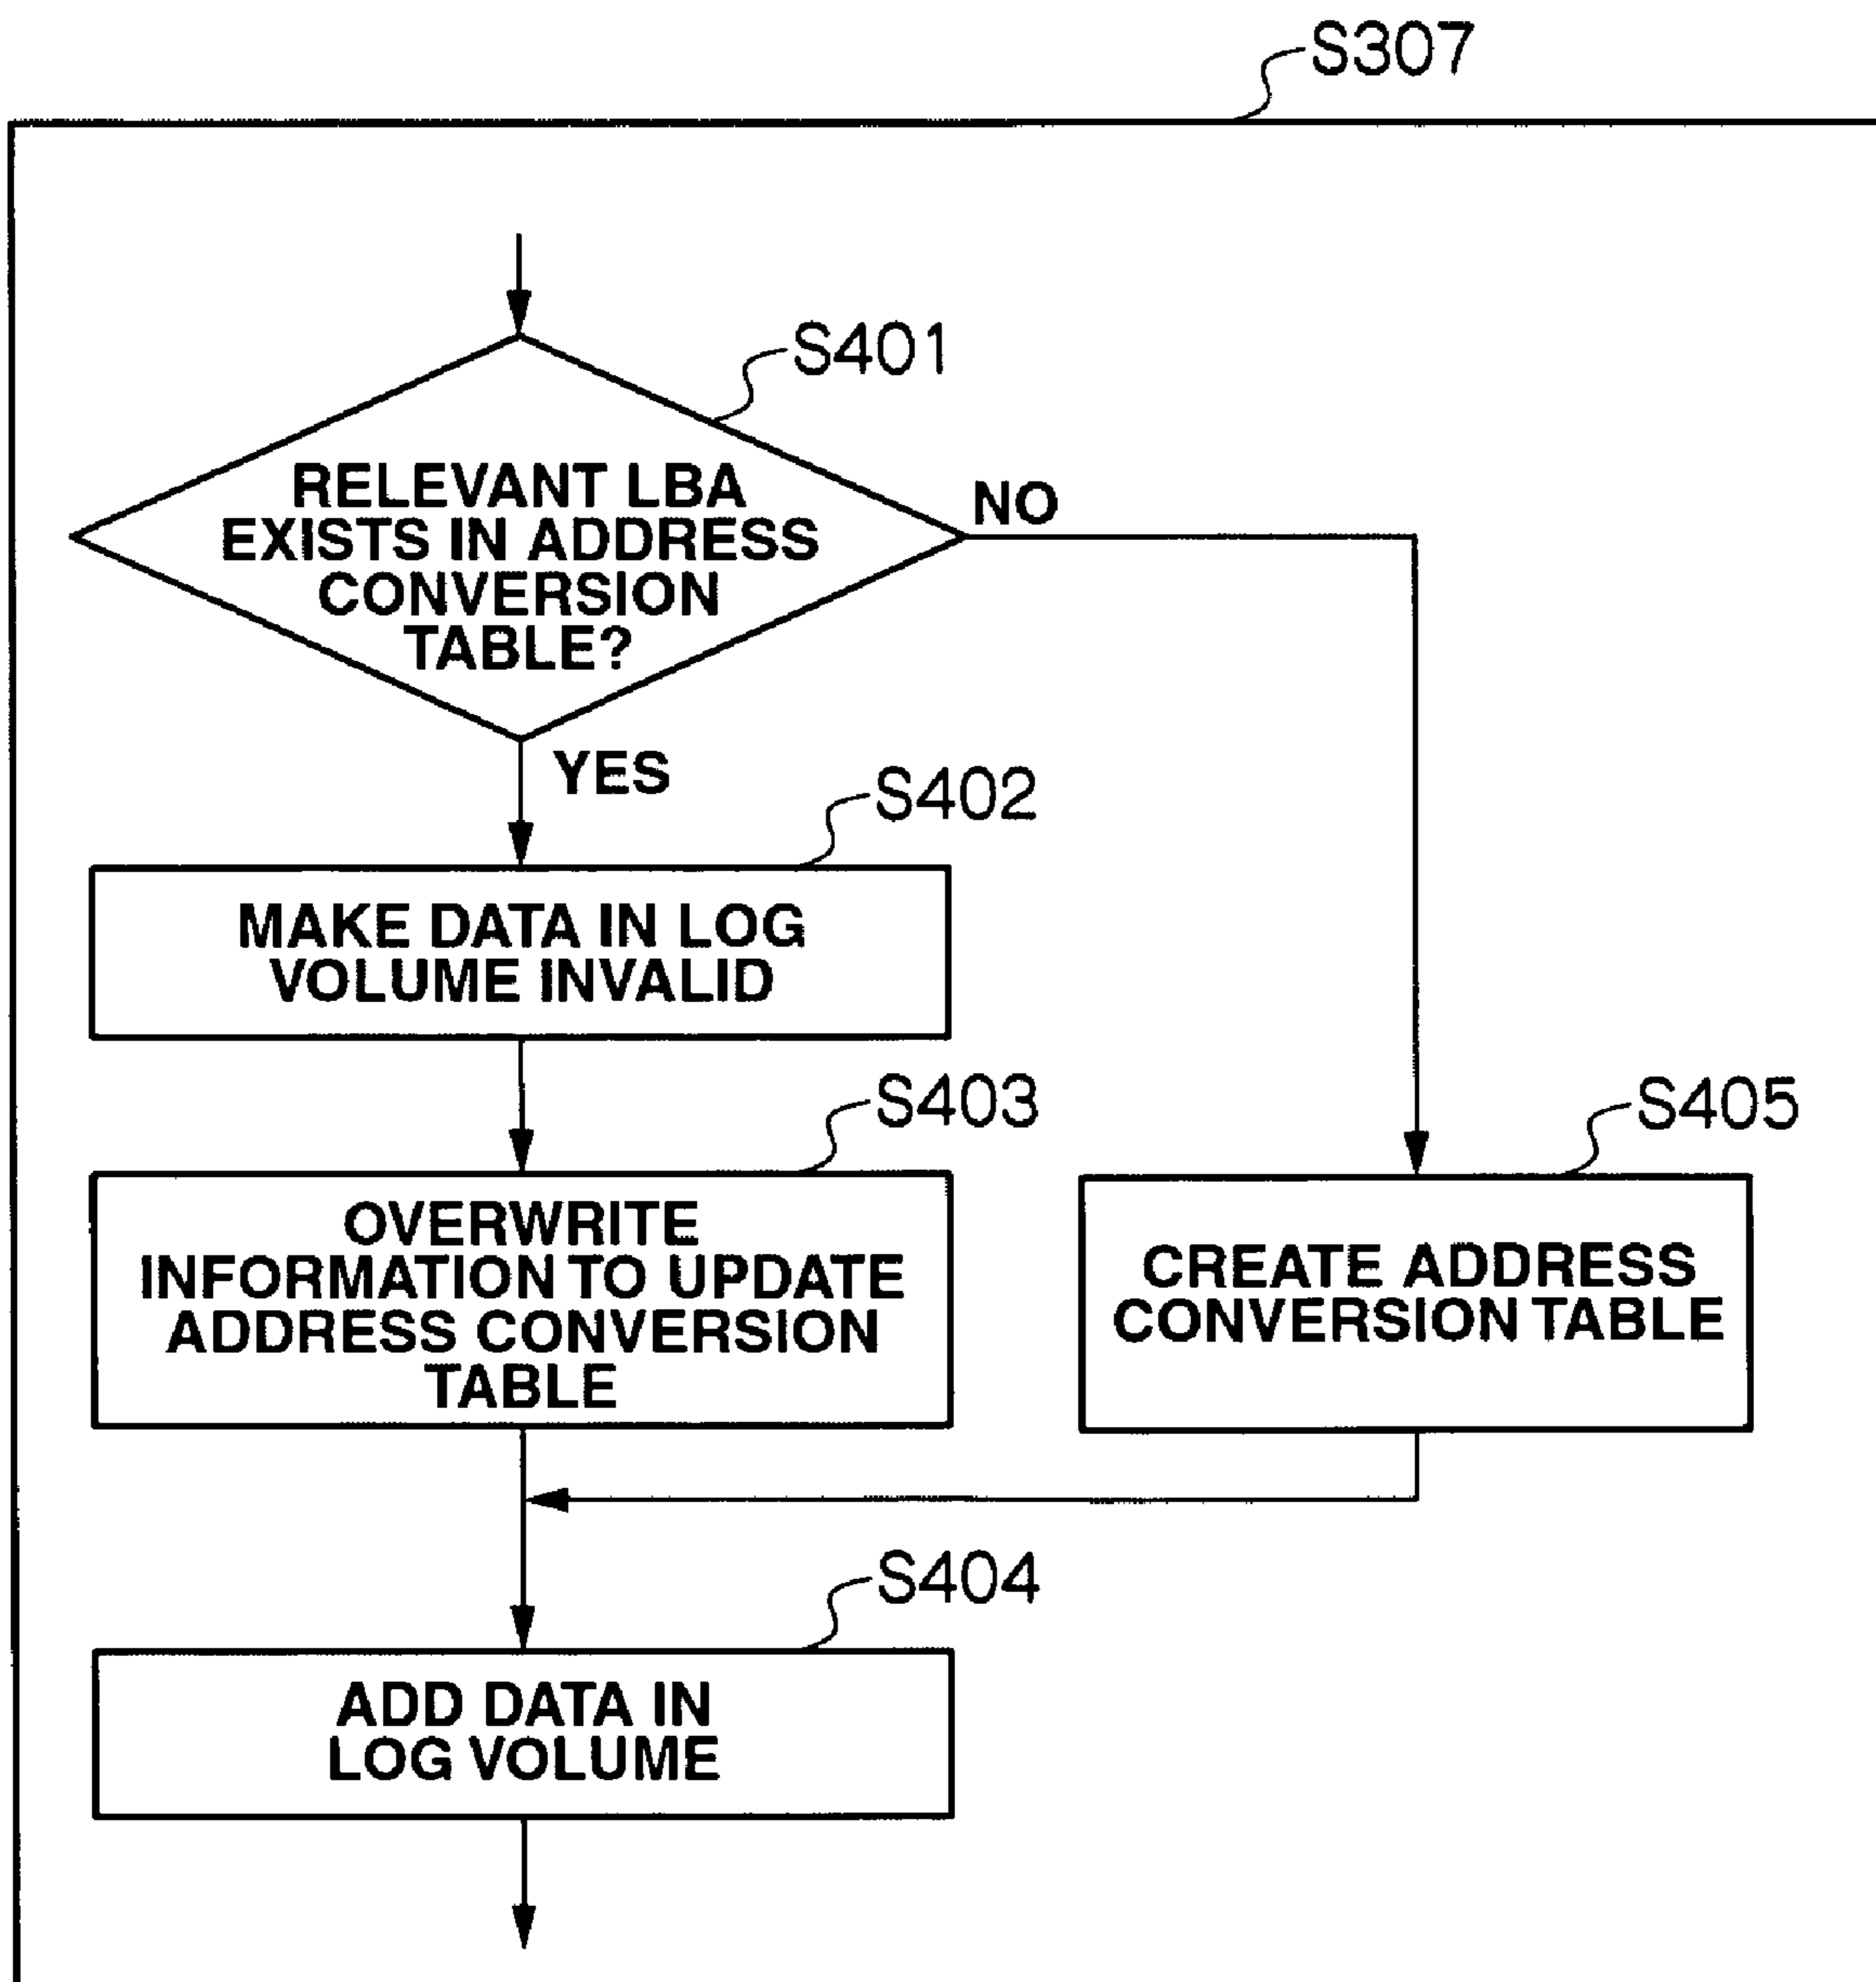 S307
S401
RELEVANT LBA
EXISTS IN ADDRESS
CONVERSION
TABLE?
NO
YES
S402
MAKE DATA IN LOG
VOLUME INVALID
S403
OVERWRITE
INFORMATION TO UPDATE
ADDRESS CONVERSION
TABLE
S405
CREATE ADDRESS
CONVERSION TABLE
S404
ADD DATA IN
LOG VOLUME